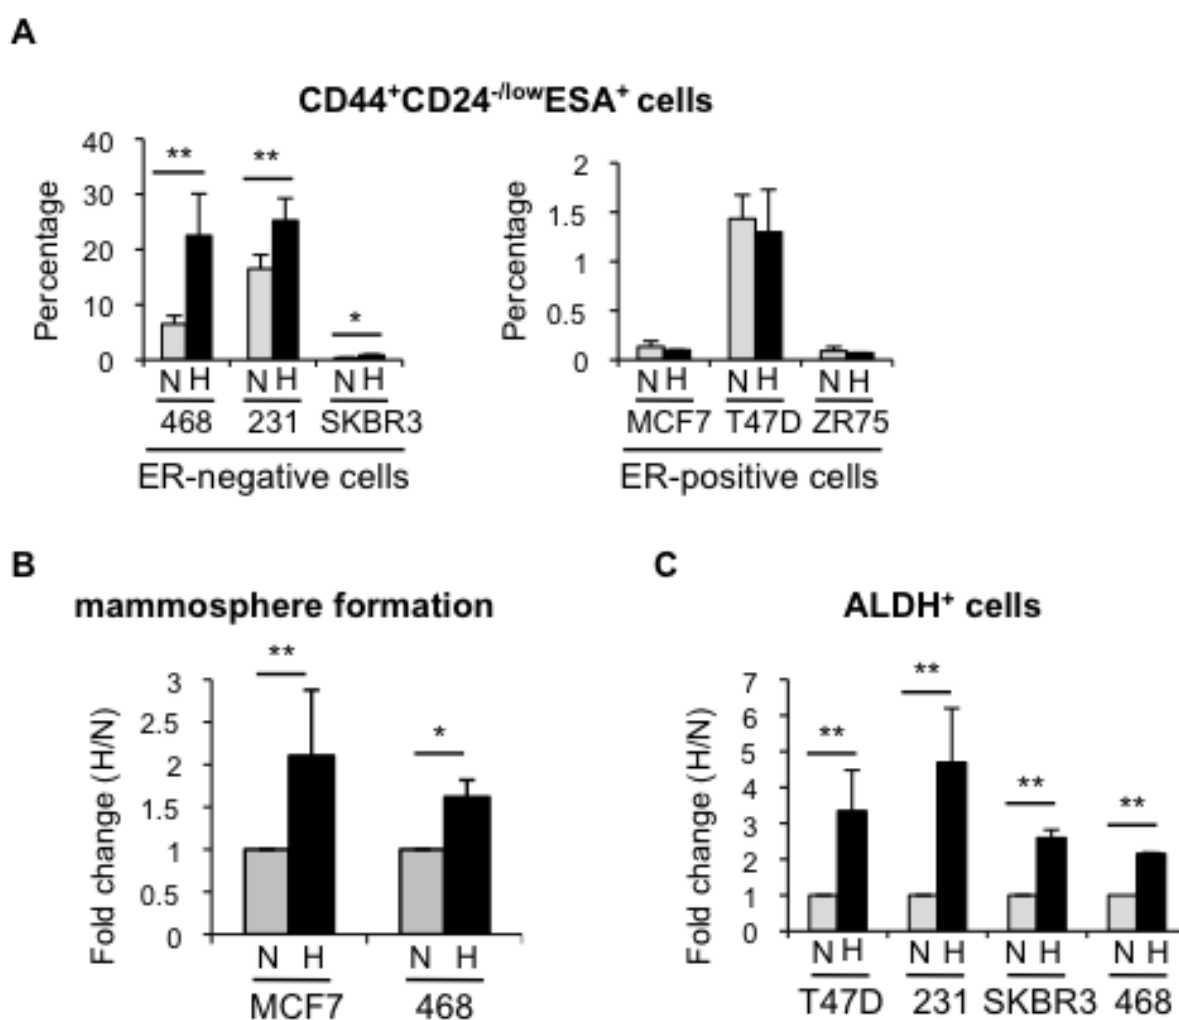 A
CD44⁺CD24⁻/ˡᵒʷESA⁺ cells
Percentage
40
30
20
10
0
**
**
*
N H
N H
N H
468
231
SKBR3
ER-negative cells
Percentage
2
1.5
1
0.5
0
N H
N H
N H
MCF7
T47D
ZR75
ER-positive cells
B
mammosphere formation
Fold change (H/N)
3
2.5
2
1.5
1
0.5
0
**
*
N H
N H
MCF7
468
C
ALDH⁺ cells
Fold change (H/N)
7
6
5
4
3
2
1
0
**
**
**
**
N H
N H
N H
N H
T47D
231
SKBR3
468